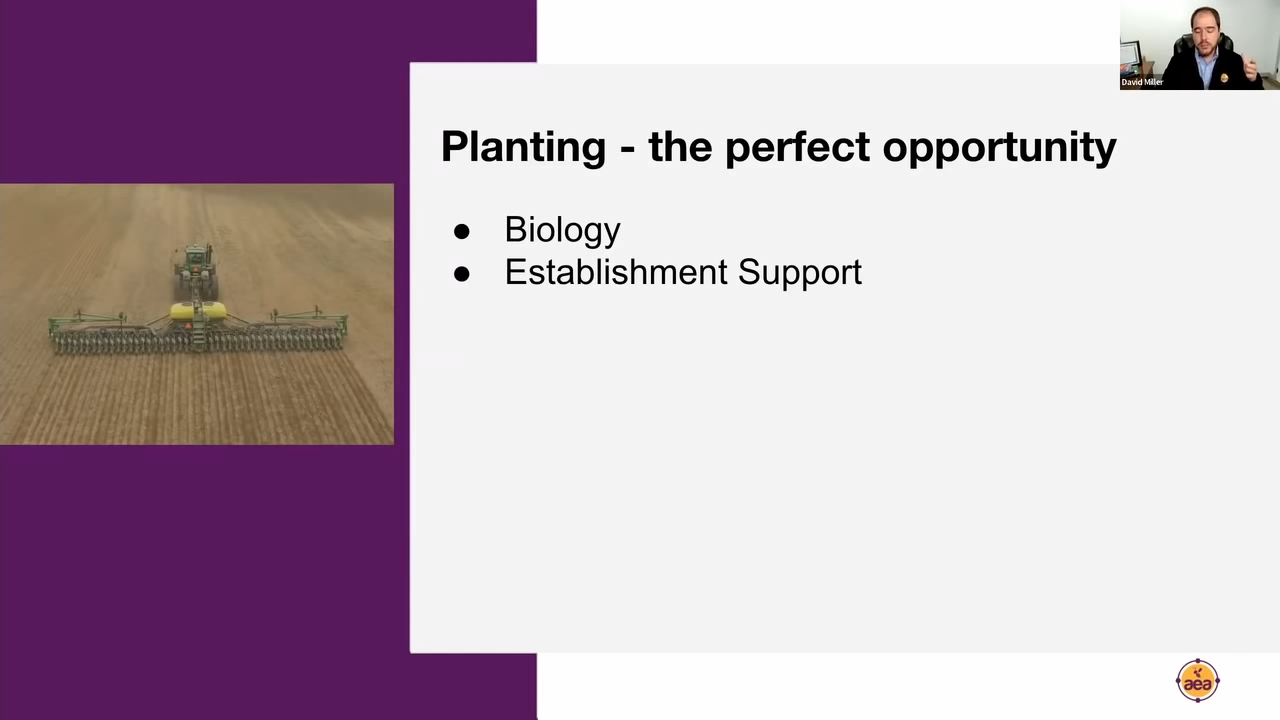 David Miller
Planting - the perfect opportunity
● Biology
● Establishment Support
aea